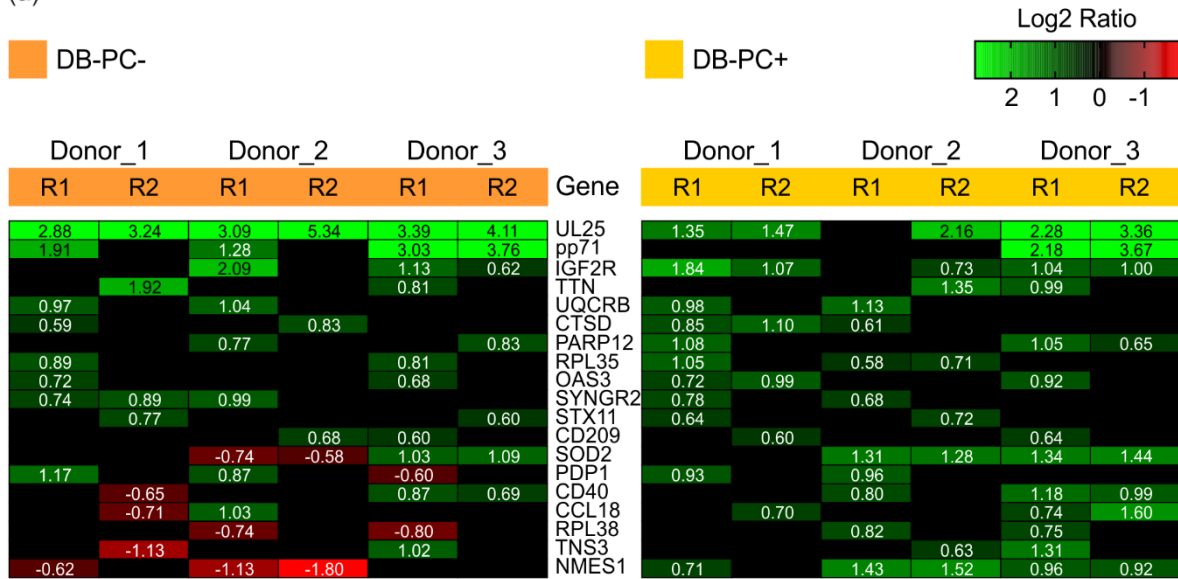 Log2 Ratio
DB-PC-
DB-PC+
2 1 0 -1
Donor_1 Donor_2 Donor_3 Donor_1 Donor_2 Donor_3
R1 R2 R1 R2 R1 R2 Gene R1 R2 R1 R2 R1 R2
2.88 3.24 3.09 5.34 3.39 4.11 UL25 1.35 1.47 2.16 2.28 3.36
1.91 1.28 3.03 3.76 pp71 2.18 3.67
2.09 1.13 0.62 IGF2R 1.84 1.07 0.73 1.04 1.00
1.92 0.81 TTN 1.35 0.99
0.97 1.04 UQCRB 0.98 1.13
0.59 0.83 CTSD 0.85 1.10 0.61
0.77 0.83 PARP12 1.08 1.05 0.65
0.89 0.81 RPL35 1.05 0.58 0.71
0.72 0.68 OAS3 0.72 0.99 0.92
0.74 0.89 0.99 SYNGR2 0.78 0.68
0.77 0.60 STX11 0.64 0.72
0.68 0.60 CD209 0.60 0.64
-0.74 -0.58 1.03 1.09 SOD2 1.31 1.28 1.34 1.44
1.17 0.87 -0.60 PDP1 0.93 0.96
-0.65 0.87 0.69 CD40 0.80 1.18 0.99
-0.71 1.03 CCL18 0.70 0.74 1.60
-0.74 -0.80 RPL38 0.82 0.75
-1.13 1.02 TNS3 0.63 1.31
-0.62 -1.13 -1.80 NMES1 0.71 1.43 1.52 0.96 0.92